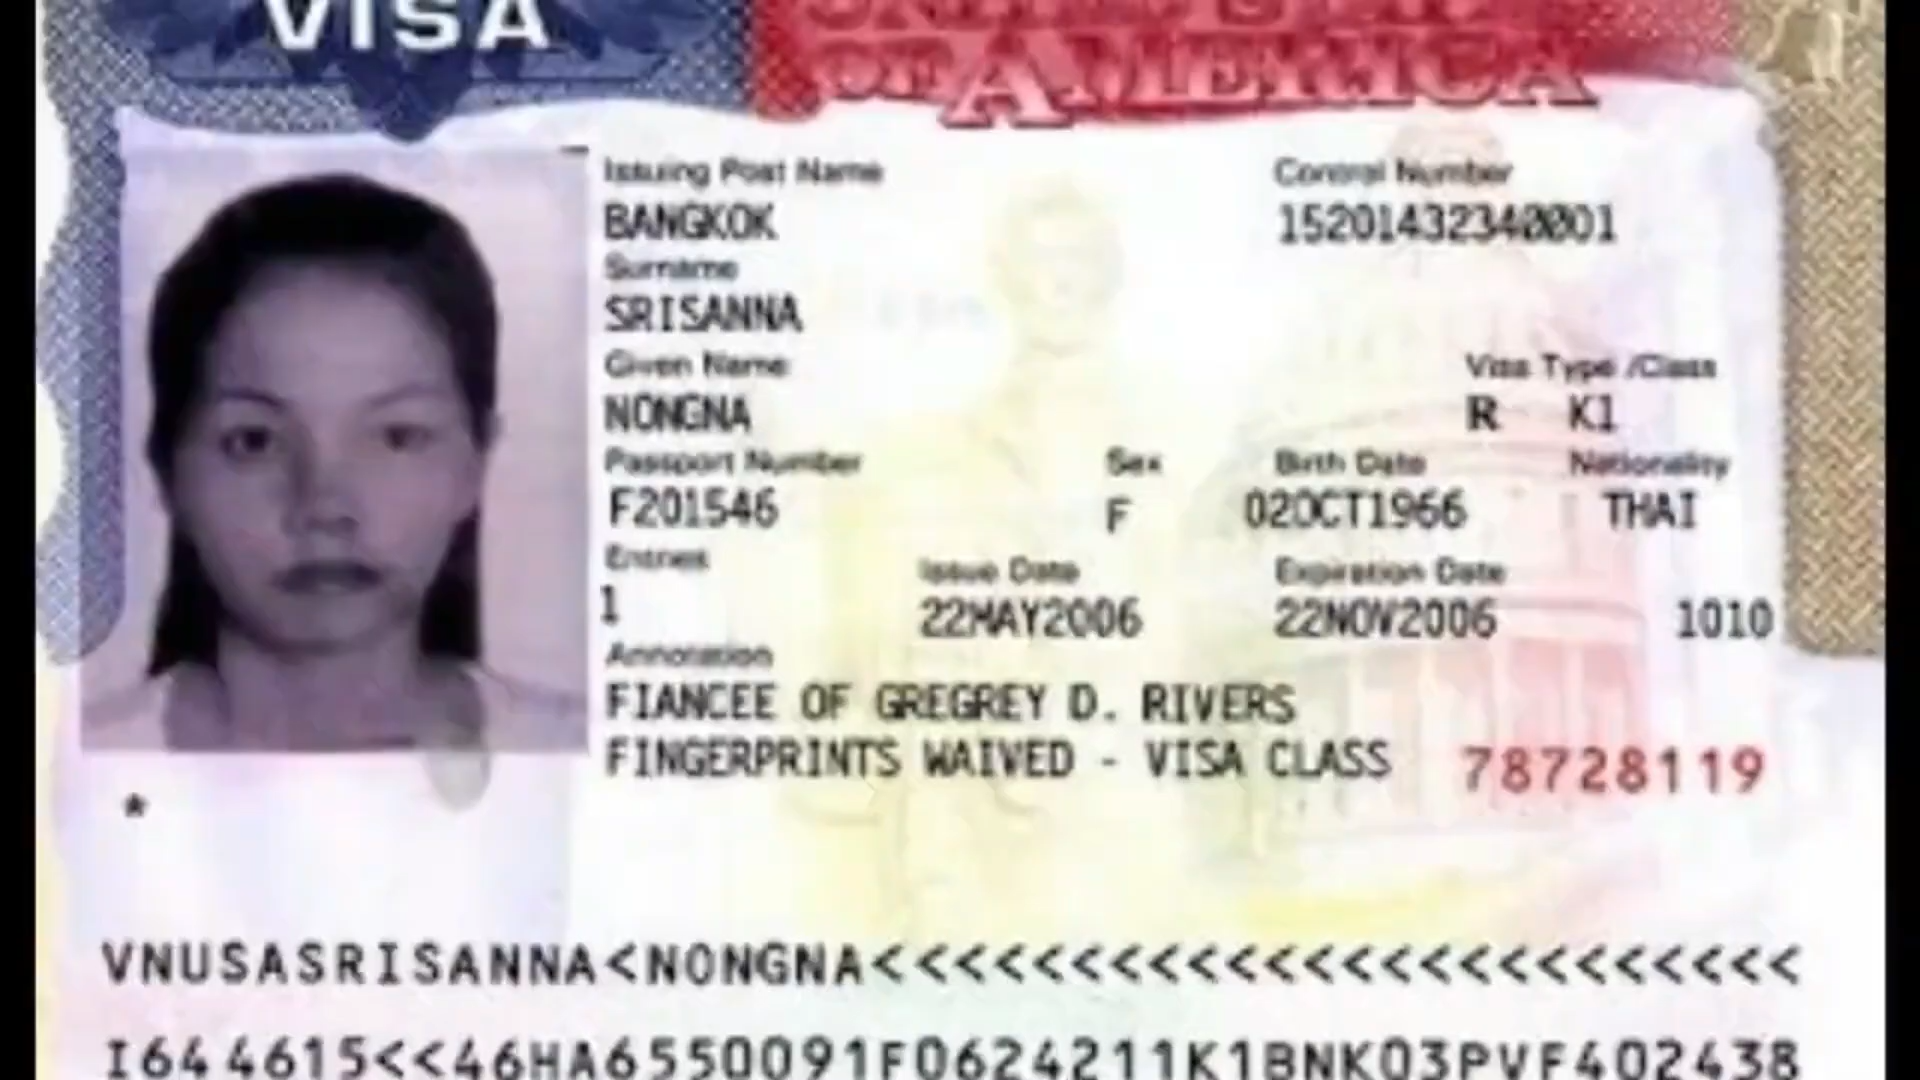 VISA
OF AMERICA
Issuing Post Name Control Number
BANGKOK 15201432340001
Surname
SRISANNA
Given Name Visa Type /Class
NONGNA R K1
Passport Number Sex Birth Date Nationality
F201546 F 02OCT1966 THAI
Entries Issue Date Expiration Date
1 22MAY2006 22NOV2006 1010
Annotation
FIANCEE OF GREGREY D. RIVERS
FINGERPRINTS WAIVED - VISA CLASS 78728119
*
VNUSASRISANNA<NONGNA<<<<<<<<<<<<<<<<<<<<<<<<
I644615<<46HA6550091F0624211K1BNK03PVF402438